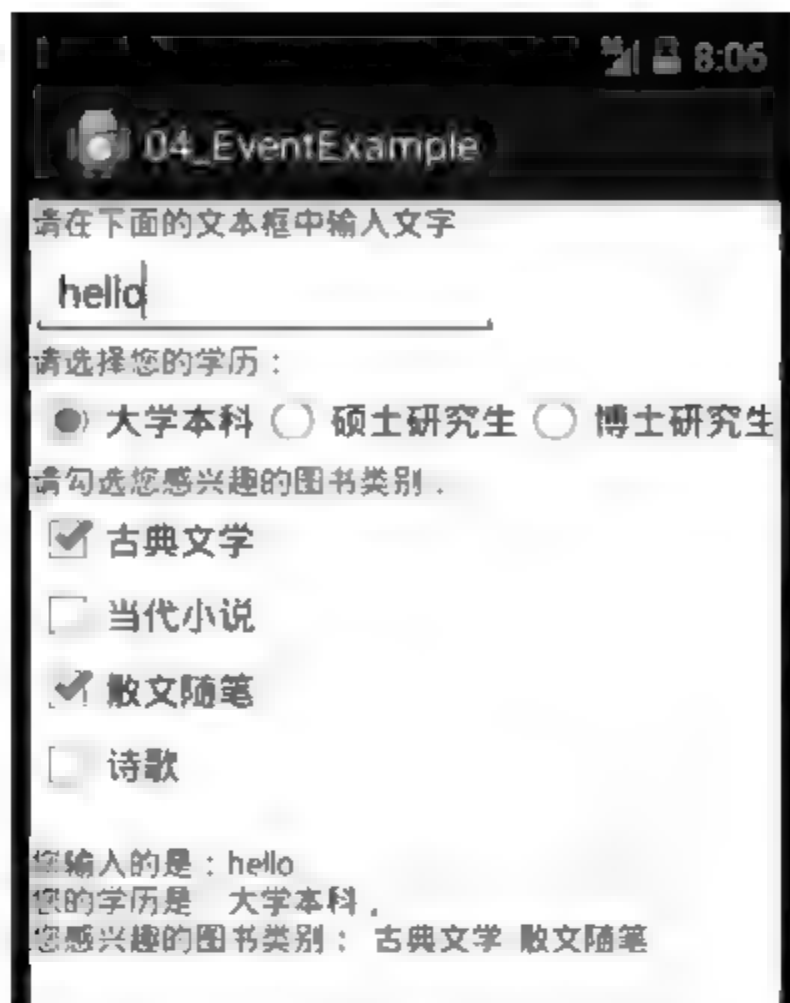 8:06
04_EventExample
请在下面的文本框中输入文字
hello
请选择您的学历：
大学本科 硕士研究生 博士研究生
请勾选您感兴趣的图书类别.
古典文学
当代小说
散文随笔
诗歌
您输入的是：hello
您的学历是 大学本科.
您感兴趣的图书类别： 古典文学 散文随笔